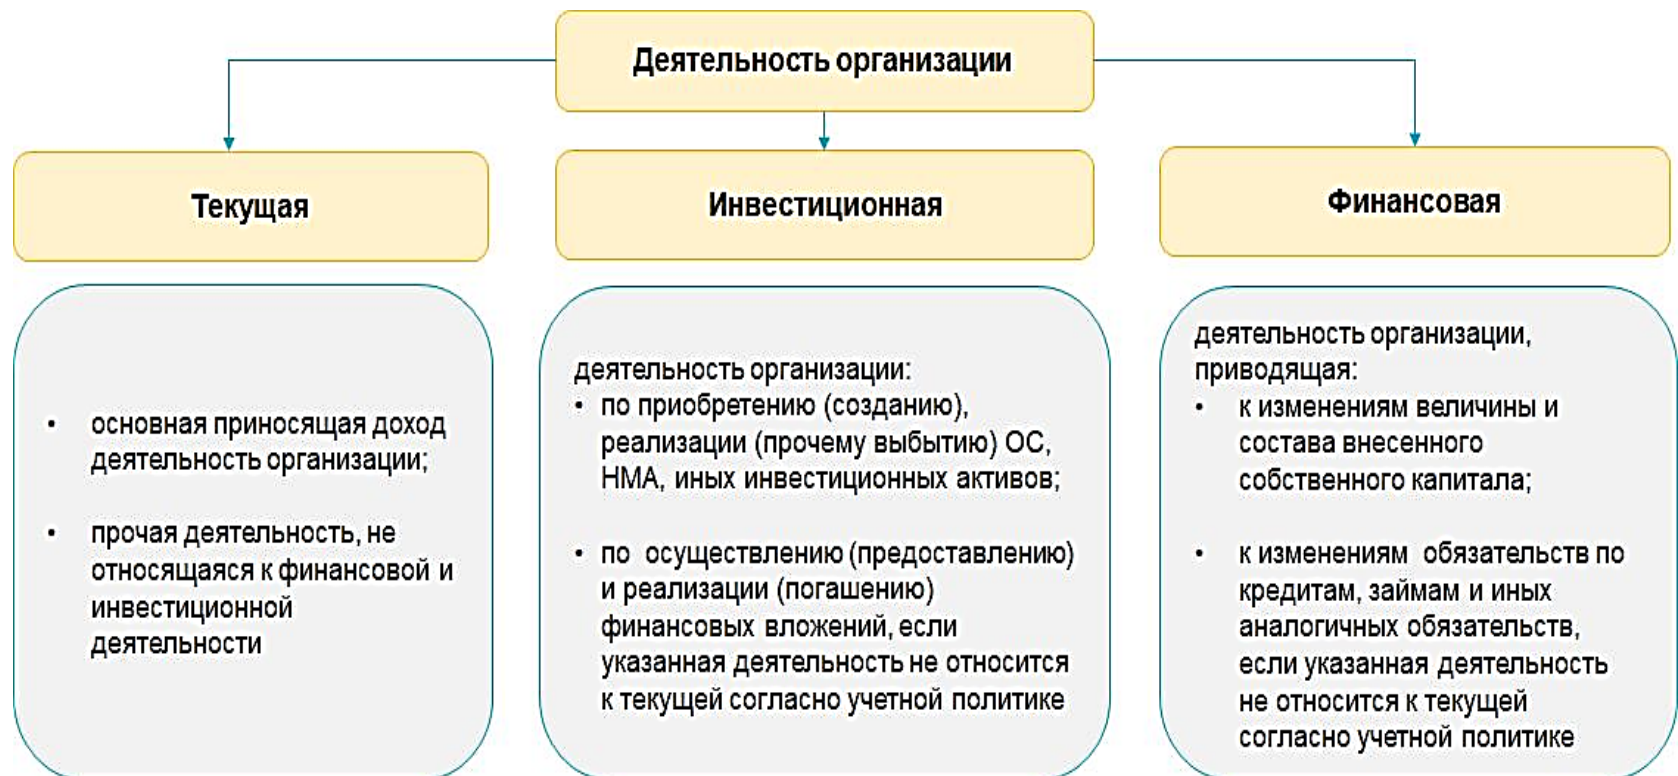 Деятельность организации
Текущая
Инвестиционная
Финансовая
• основная приносящая доход
деятельность организации;
• прочая деятельность, не
относящаяся к финансовой и
инвестиционной
деятельности
деятельность организации:
• по приобретению (созданию),
реализации (прочему выбытию) ОС,
НМА, иных инвестиционных активов;
• по осуществлению (предоставлению)
и реализации (погашению)
финансовых вложений, если
указанная деятельность не относится
к текущей согласно учетной политике
деятельность организации,
приводящая:
• к изменениям величины и
состава внесенного
собственного капитала;
• к изменениям обязательств по
кредитам, займам и иных
аналогичных обязательств,
если указанная деятельность
не относится к текущей
согласно учетной политике